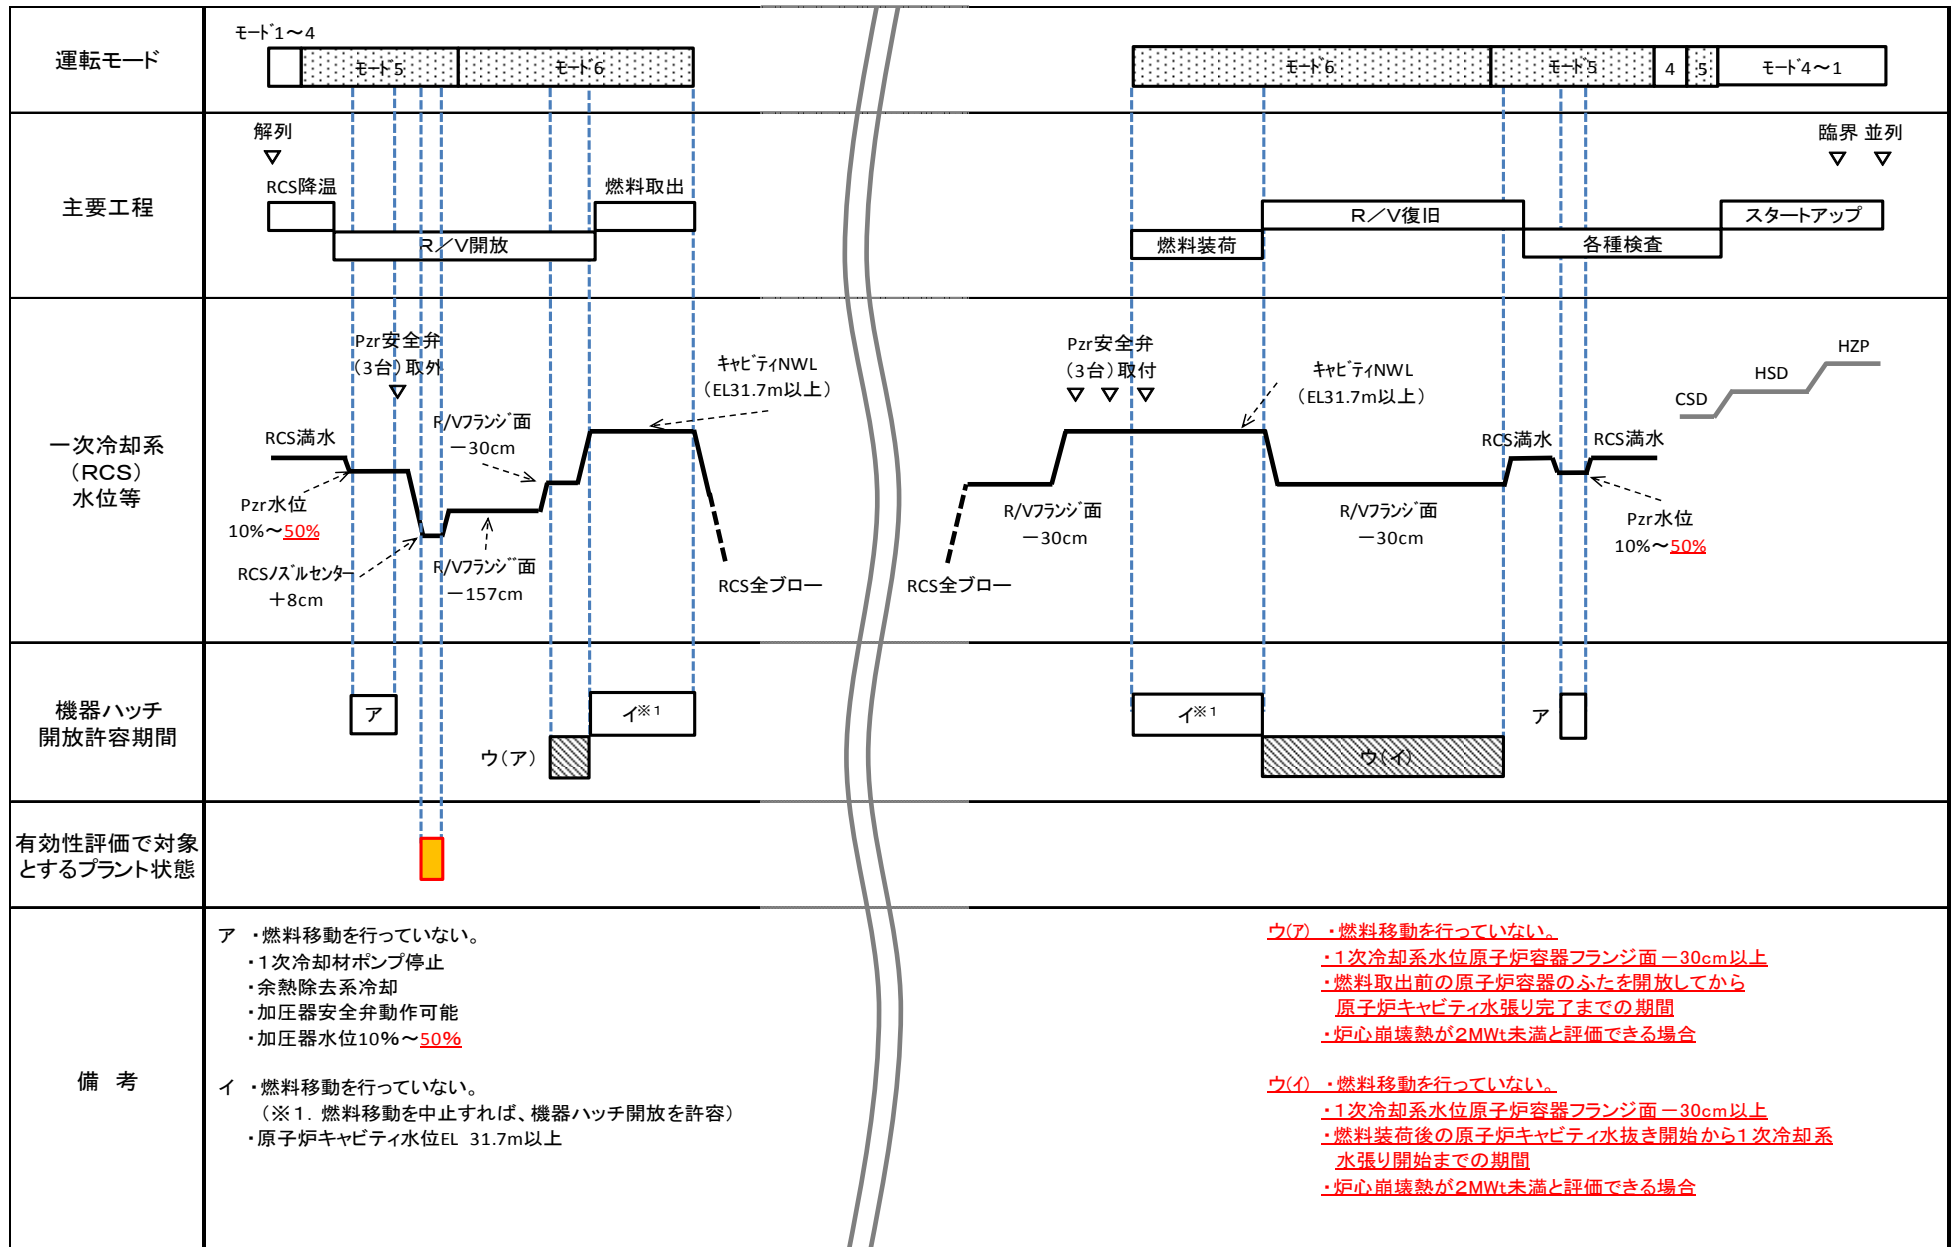 運転モード
モード1～4
モード5
モード6
モード6
モード5
4
5
モード4～1
主要工程
解列
RCS降温
R／V開放
燃料取出
燃料装荷
R／V復旧
各種検査
スタートアップ
臨界 並列
一次冷却系
（RCS）
水位等
RCS満水
Pzr水位
10%～50%
Pzr安全弁
（3台）取外
RCSノズルセンター
＋8cm
R/Vフランジ面
－30cm
R/Vフランジ面
－157cm
キャビティNWL
（EL31.7m以上）
RCS全ブロー
RCS全ブロー
R/Vフランジ面
－30cm
Pzr安全弁
（3台）取付
キャビティNWL
（EL31.7m以上）
R/Vフランジ面
－30cm
RCS満水
RCS満水
Pzr水位
10%～50%
CSD
HSD
HZP
機器ハッチ
開放許容期間
ア
ウ（ア）
イ※1
イ※1
ウ（イ）
ア
有効性評価で対象
とするプラント状態
備 考
ア ・燃料移動を行っていない。
・1次冷却材ポンプ停止
・余熱除去系冷却
・加圧器安全弁動作可能
・加圧器水位10%～50%
イ ・燃料移動を行っていない。
（※1．燃料移動を中止すれば、機器ハッチ開放を許容）
・原子炉キャビティ水位EL 31.7m以上
ウ(ア) ・燃料移動を行っていない。
・1次冷却系水位原子炉容器フランジ面－30cm以上
・燃料取出前の原子炉容器のふたを開放してから
原子炉キャビティ水張り完了までの期間
・炉心崩壊熱が2MWt未満と評価できる場合
ウ(イ) ・燃料移動を行っていない。
・1次冷却系水位原子炉容器フランジ面－30cm以上
・燃料装荷後の原子炉キャビティ水抜き開始から1次冷却系
水張り開始までの期間
・炉心崩壊熱が2MWt未満と評価できる場合